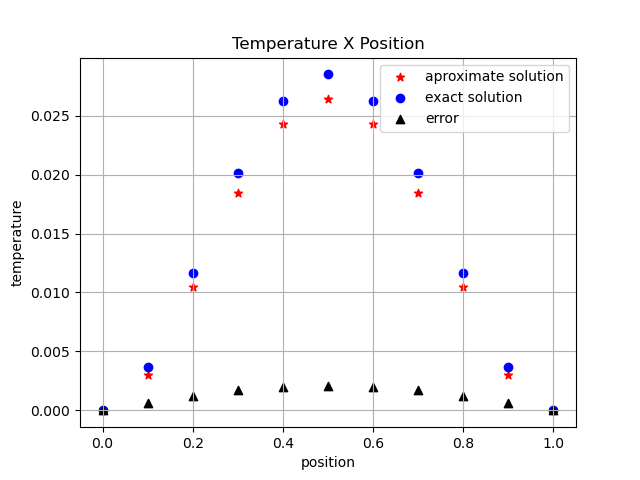 Temperature X Position
aproximate solution
exact solution
error
temperature
0.025
0.020
0.015
0.010
0.005
0.000
0.0 0.2 0.4 0.6 0.8 1.0
position